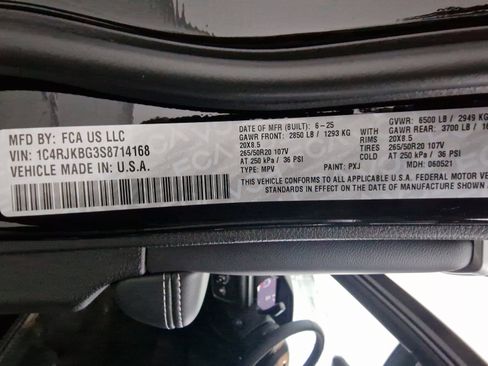 MFD BY: FCA US LLC
VIN: 1C4RJKBG3S8714168
VEHICLE MADE IN: U.S.A.
DATE OF MFR (BUILT): 6-25
GAWR FRONT: 2850 LB / 1293 KG WITH
20X8.5 RIMS
265/50R20 107V TIRES
AT 250 kPa / 36 PSI
TYPE: MPV PAINT: PXJ
GVWR: 6500 LB / 2949 KG
GAWR REAR: 3700 LB /
20X8.5
265/50R20 107V
AT 250 kPa / 36 PSI
MDH: 060521
THIS VEHICLE CONFORMS TO ALL APPLICABLE U.S.A. FEDERAL MOTOR
STANDARDS IN EFFECT ON THE DATE OF MANUFACTURE